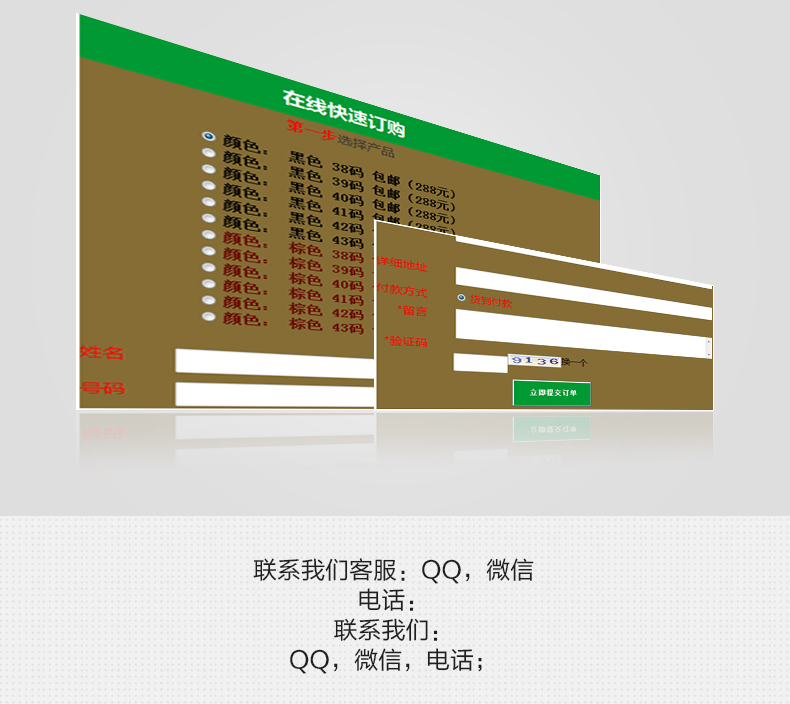 在线快速订购
第一步选择产品
颜色： 黑色 38码 包邮（288元）
颜色： 黑色 39码 包邮（288元）
颜色： 黑色 40码 包邮（288元）
颜色： 黑色 41码 包邮（288元）
颜色： 黑色 42码
颜色： 黑色 43码
颜色： 棕色 38码
颜色： 棕色 39码
颜色： 棕色 40码
颜色： 棕色 41码
颜色： 棕色 42码
颜色： 棕色 43码
姓名
号码
详细地址
付款方式 货到付款
*留言
*验证码 9136 换一个
立即提交订单
联系我们客服：QQ，微信
电话：
联系我们：
QQ，微信，电话；